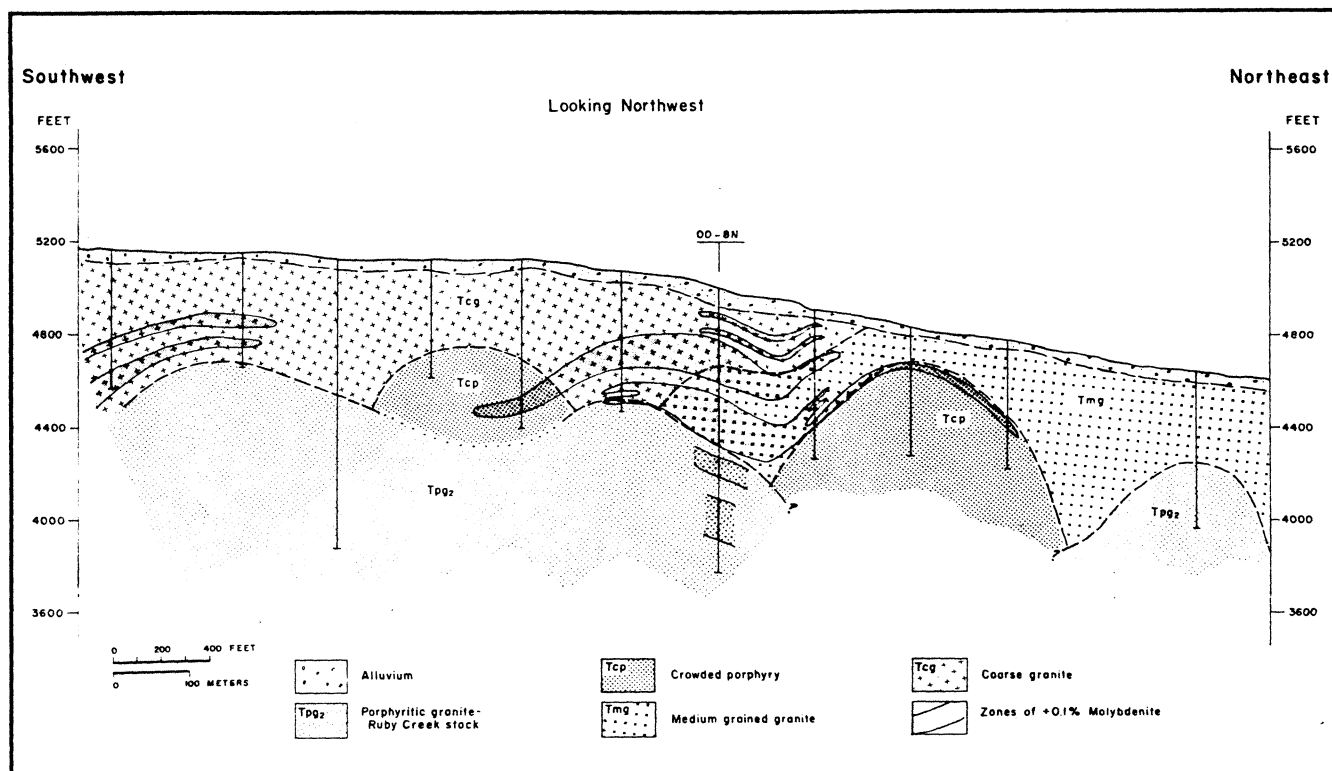 Southwest
Northeast
Looking Northwest
FEET
FEET
5600
5600
5200
5200
OD-8N
Tcg
4800
4800
Tcp
Tmg
Tcp
4400
4400
Tpg2
Tpg2
4000
4000
3600
3600
0 200 400 FEET
0 100 METERS
Alluvium
Tcp
Crowded porphyry
Tcg
Coarse granite
Tpg2
Porphyritic granite-
Ruby Creek stock
Tmg
Medium grained granite
Zones of +0.1% Molybdenite